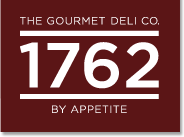 THE GOURMET DELI CO.
1762
BY APPETITE